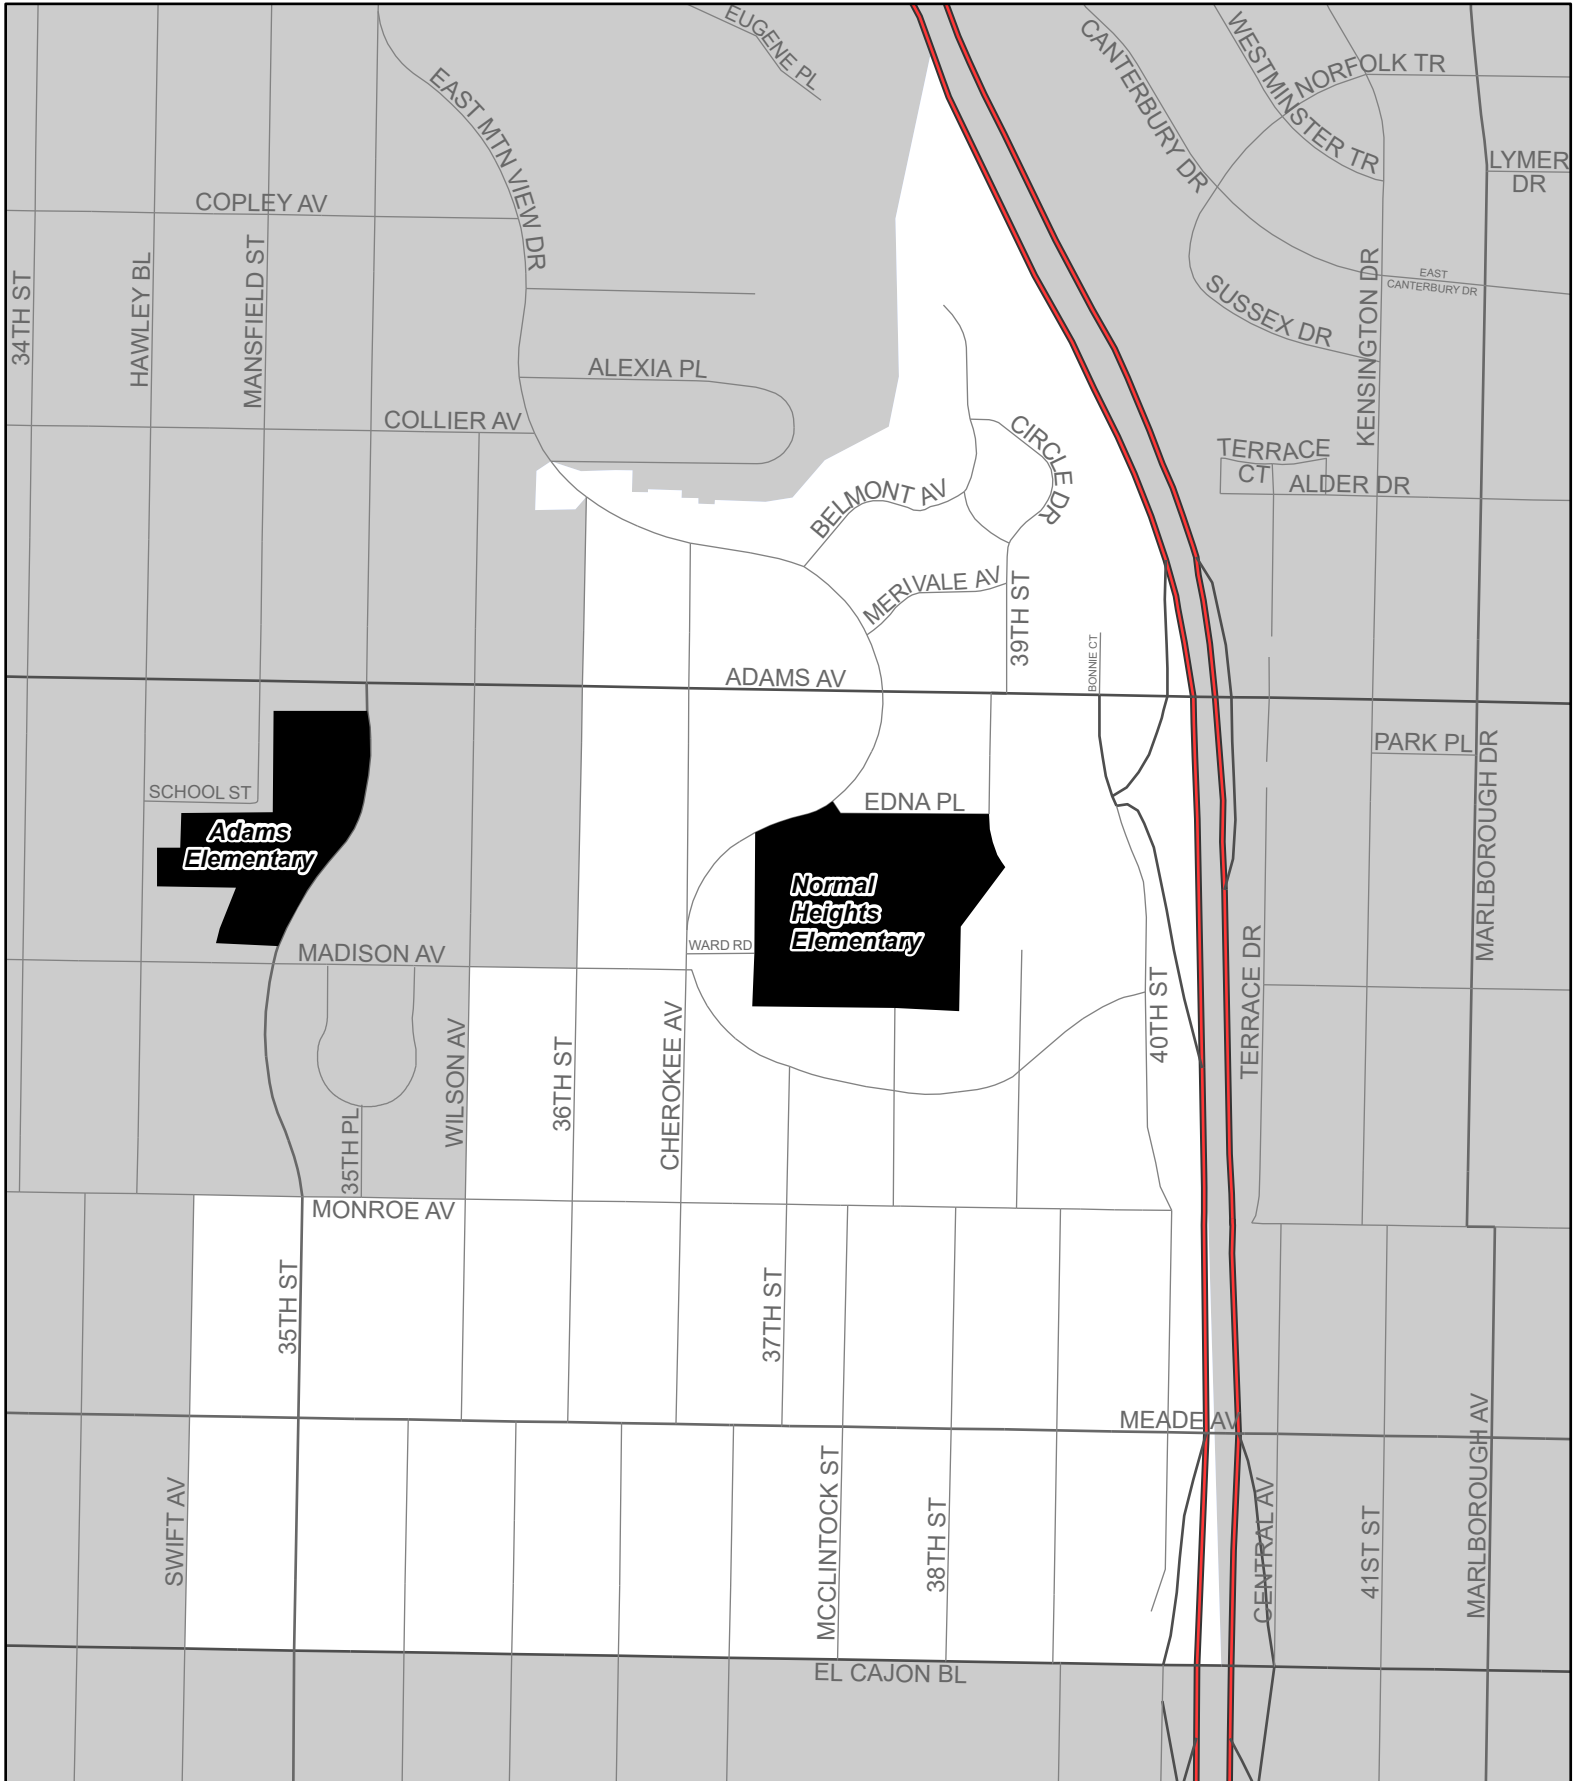 EUGENE PL
EAST MTN VIEW DR
CANTERBURY DR
WESTMINSTER TR
NORFOLK TR
LYMER
DR
COPLEY AV
34TH ST
HAWLEY BL
MANSFIELD ST
KENSINGTON DR
EAST
CANTERBURY DR
SUSSEX DR
ALEXIA PL
COLLIER AV
CIRCLE DR
TERRACE
CT
ALDER DR
BELMONT AV
MERIVALE AV
39TH ST
BONNIE CT
ADAMS AV
PARK PL
MARLBOROUGH DR
SCHOOL ST
EDNA PL
Adams
Elementary
Normal
Heights
Elementary
WARD RD
MADISON AV
TERRACE DR
40TH ST
WILSON AV
36TH ST
CHEROKEE AV
35TH PL
MONROE AV
35TH ST
37TH ST
MEADE AV
SWIFT AV
MCCLINTOCK ST
38TH ST
CENTRAL AV
41ST ST
MARLBOROUGH AV
EL CAJON BL